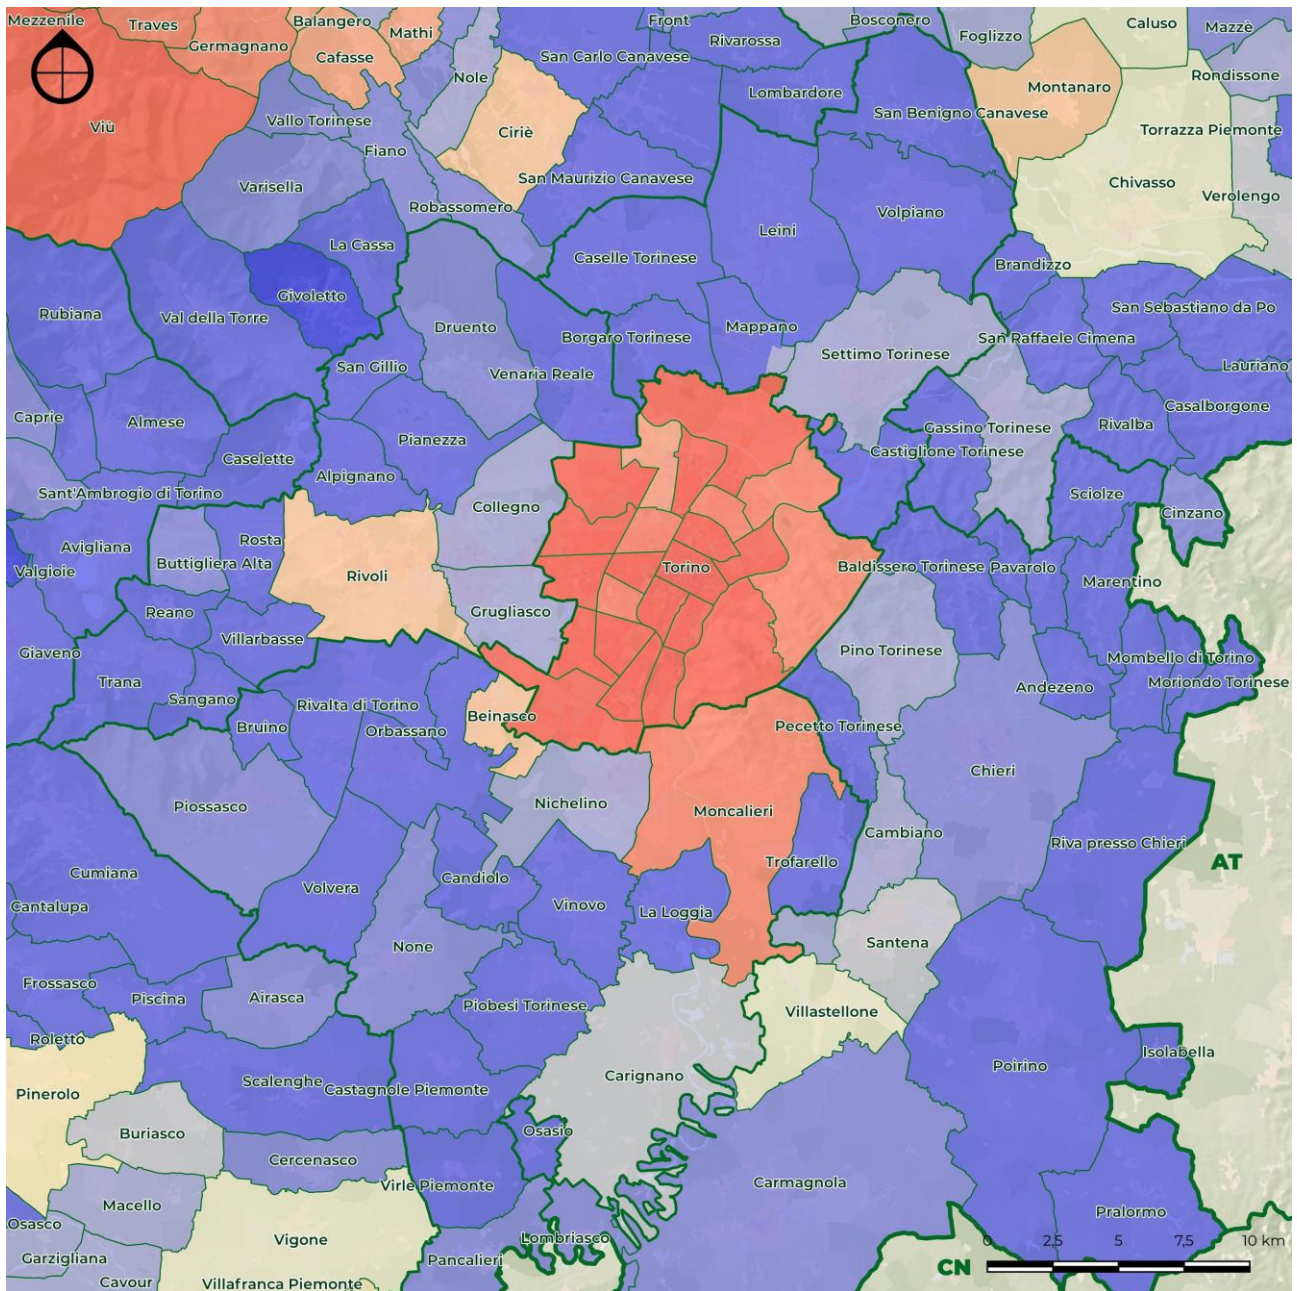 Mezzenile
Traves
Balangero
Mathi
Front
Bosconero
Caluso
Mazzè
Germagnano
Cafasse
Nole
San Carlo Canavese
Rivarossa
Foglizzo
Rondissone
Viù
Vallo Torinese
Ciriè
Lombardore
San Benigno Canavese
Montanaro
Torrazza Piemonte
Fiano
Varisella
San Maurizio Canavese
Chivasso
Verolengo
Robassomero
Volpiano
La Cassa
Leini
Caselle Torinese
Brandizzo
Givoletto
Rubiana
Val della Torre
Druento
Mappano
San Sebastiano da Po
Borgaro Torinese
San Raffaele Cimena
San Gillio
Venaria Reale
Settimo Torinese
Lauriano
Caprie
Almese
Pianezza
Gassino Torinese
Rivalba
Casalborgone
Caselette
Castiglione Torinese
Alpignano
Sant'Ambrogio di Torino
Collegno
Sciolze
Cinzano
Avigliana
Rosta
Buttigliera Alta
Valgioie
Rivoli
Torino
Baldissero Torinese
Pavarolo
Marentino
Reano
Grugliasco
Villarbasse
Giaveno
Pino Torinese
Mombello di Torino
Trana
Sangano
Rivalta di Torino
Andezeno
Moriondo Torinese
Bruino
Orbassano
Beinasco
Pecetto Torinese
Chieri
Piossasco
Nichelino
Moncalieri
Cambiano
Riva presso Chieri
AT
Cumiana
Volvera
Candiolo
Trofarello
Cantalupa
Vinovo
La Loggia
None
Santena
Frossasco
Piscina
Airasca
Piobesi Torinese
Villastellone
Roletto
Isolabella
Pinerolo
Scalenghe
Castagnole Piemonte
Carignano
Poirino
Buriasco
Osasio
Cercenasco
Virle Piemonte
Carmagnola
Macello
Pralormo
Osasco
Vigone
Lombriasco
Garzigliana
Pancalieri
Cavour
Villafranca Piemonte
CN
0 2,5 5 7,5 10 km